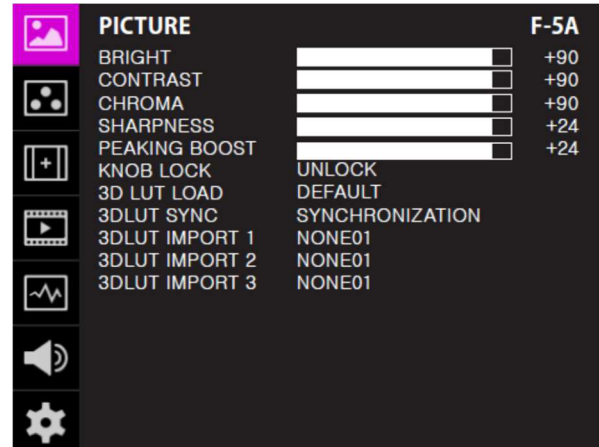 PICTURE F-5A
BRIGHT +90
CONTRAST +90
CHROMA +90
SHARPNESS +24
PEAKING BOOST +24
KNOB LOCK UNLOCK
3D LUT LOAD DEFAULT
3DLUT SYNC SYNCHRONIZATION
3DLUT IMPORT 1 NONE01
3DLUT IMPORT 2 NONE01
3DLUT IMPORT 3 NONE01